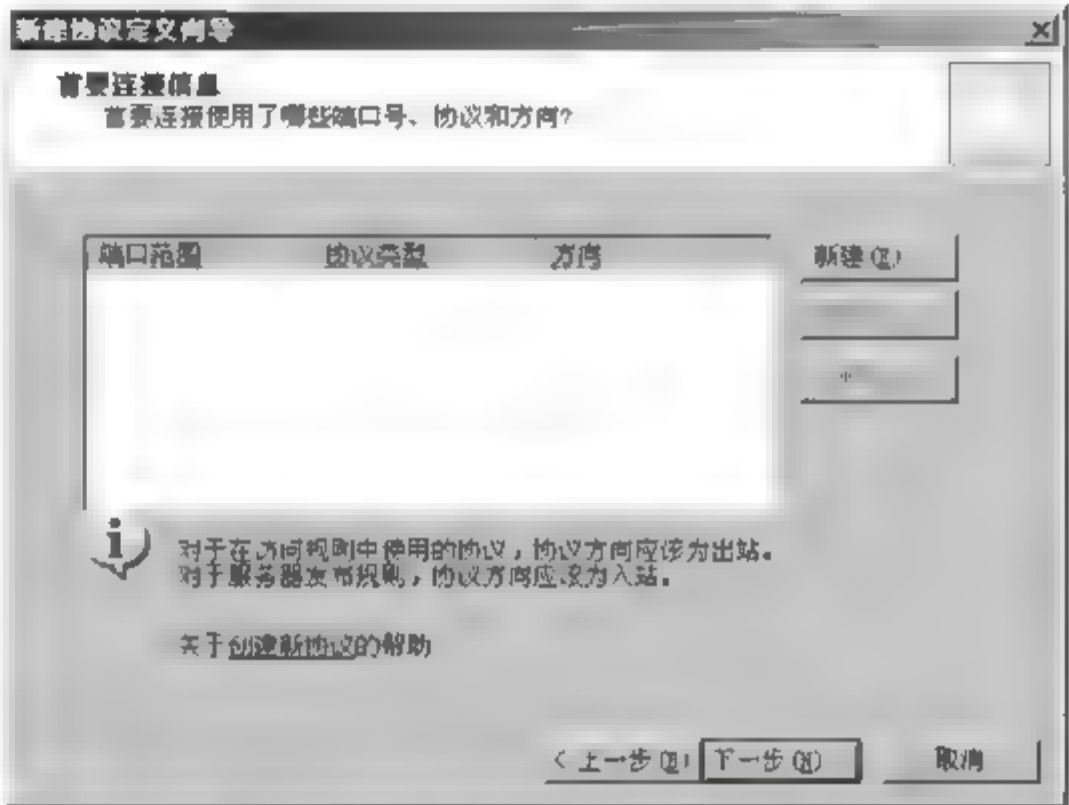 新建协议定义向导
首要连接信息
首要连接使用了哪些端口号、协议和方向?
端口范围 协议类型 方向
新建(E)
对于在访问规则中使用的协议,协议方向应该为出站。
对于服务器发布规则,协议方向应该为入站。
关于创建新协议的帮助
< 上一步(B) 下一步(N) 取消